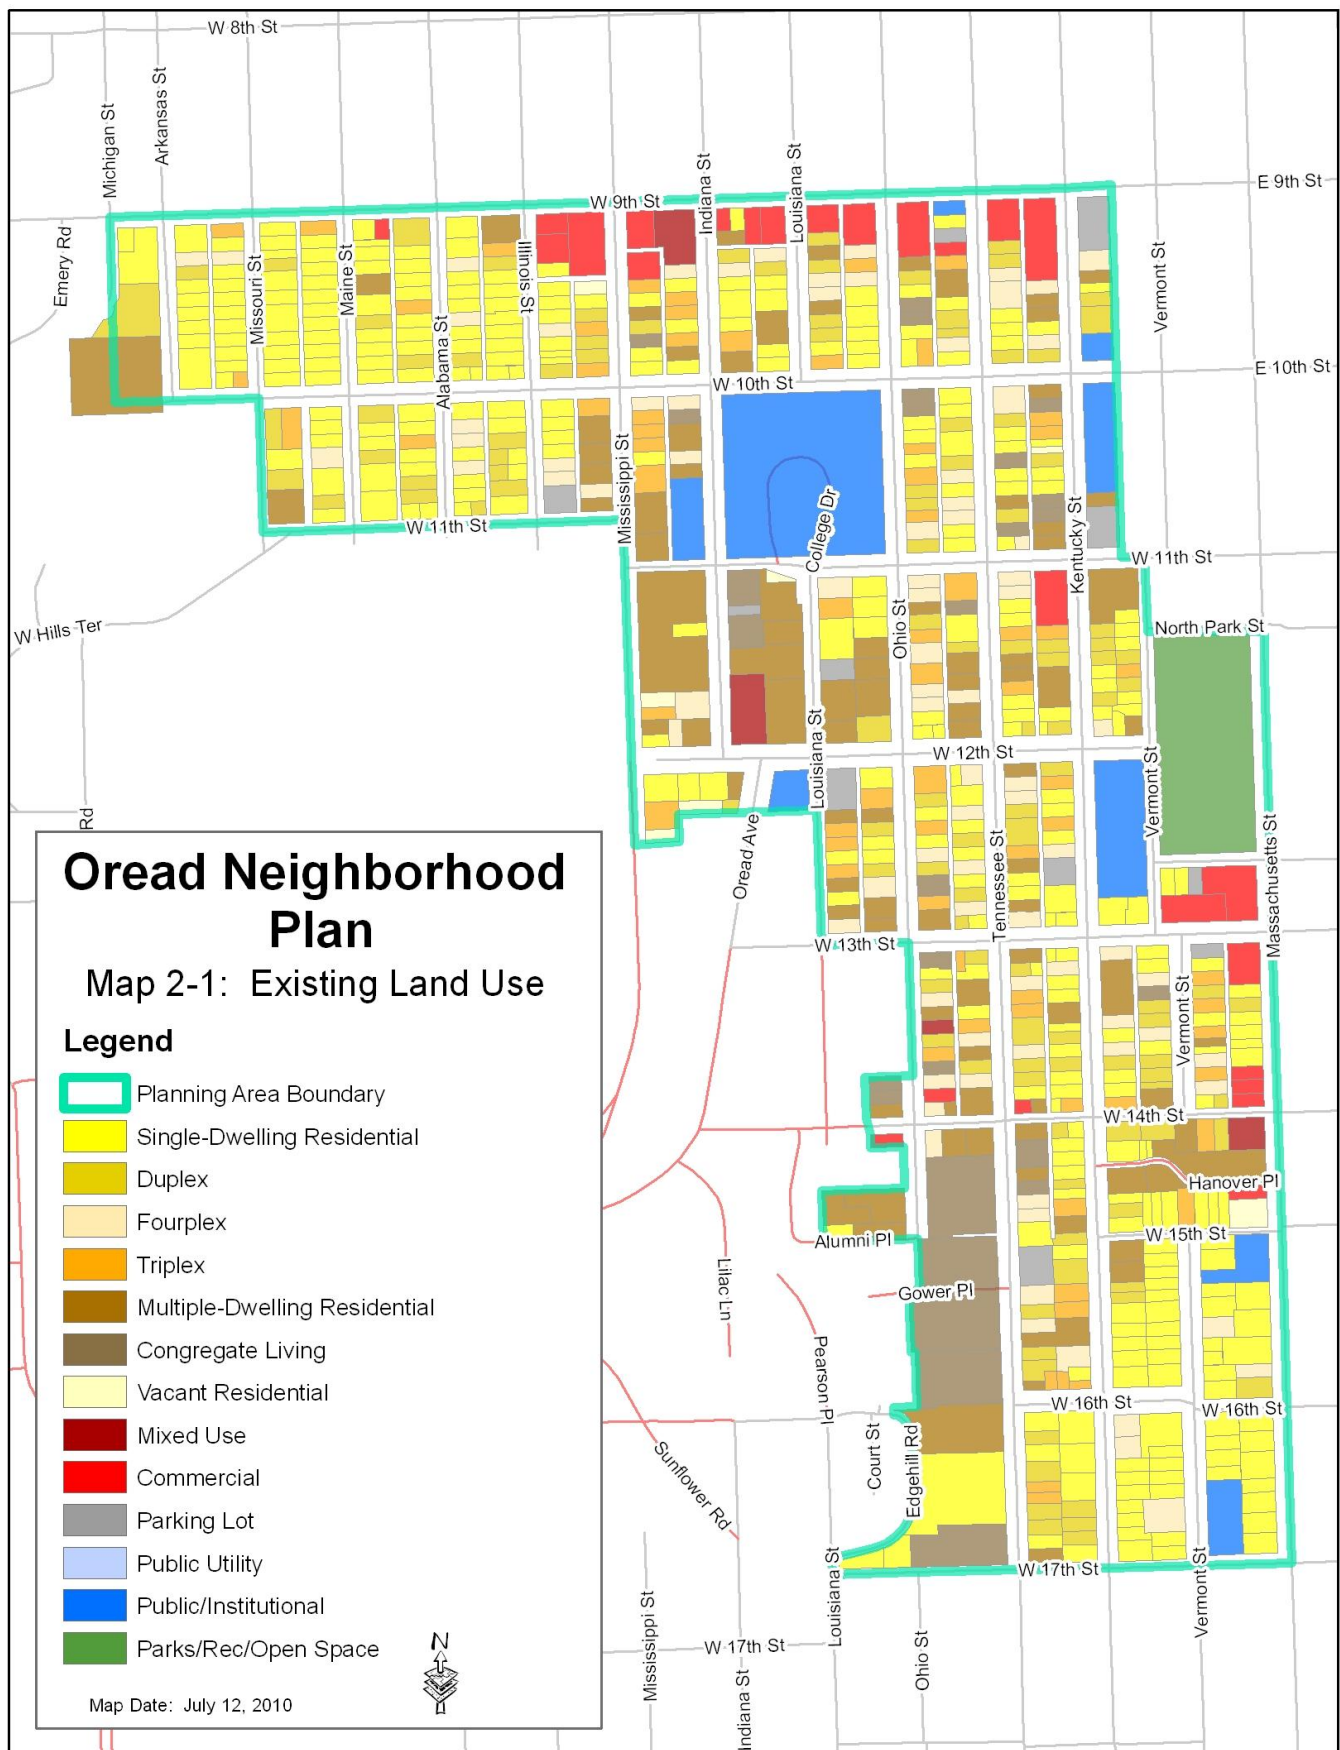 W 8th St
Michigan St
Arkansas St
Emery Rd
W 9th St
Indiana St
Louisiana St
E 9th St
Missouri St
Maine St
Alabama St
Illinois St
Vermont St
W 10th St
E 10th St
Mississippi St
College Dr
Kentucky St
W 11th St
W 11th St
W Hills Ter
Ohio St
North Park St
Louisiana St
W 12th St
Louisiana St
Vermont St
Rd
Oread Ave
Tennessee St
Massachusetts St
W 13th St
Vermont St
W 14th St
Hanover Pl
Alumni Pl
W 15th St
Lilac Ln
Gower Pl
Pearson Pl
W 16th St
W 16th St
Court St
Edgehill Rd
Sunflower Rd
W 17th St
Louisiana St
Vermont St
Mississippi St
W 17th St
Indiana St
Ohio St
Oread Neighborhood
Plan
Map 2-1: Existing Land Use
Legend
Planning Area Boundary
Single-Dwelling Residential
Duplex
Fourplex
Triplex
Multiple-Dwelling Residential
Congregate Living
Vacant Residential
Mixed Use
Commercial
Parking Lot
Public Utility
Public/Institutional
Parks/Rec/Open Space
N
Map Date: July 12, 2010